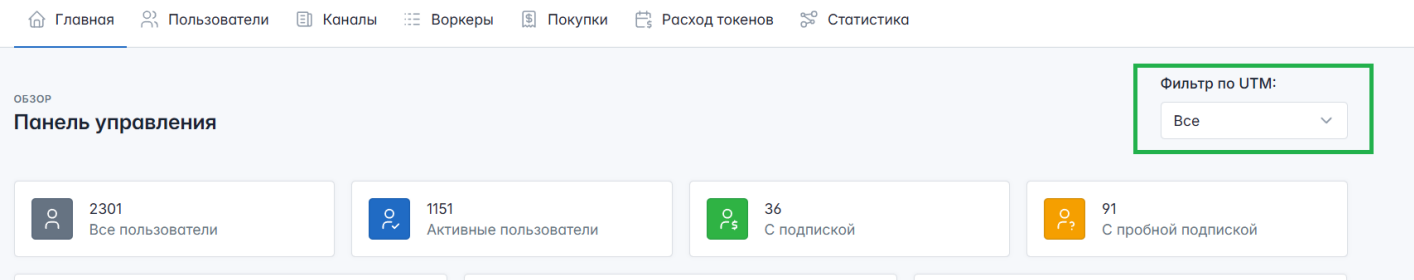 Главная Пользователи Каналы Воркеры Покупки Расход токенов Статистика
Фильтр по UTM:
ОБЗОР
Панель управления
Все
2301
Все пользователи
1151
Активные пользователи
36
С подпиской
91
С пробной подпиской